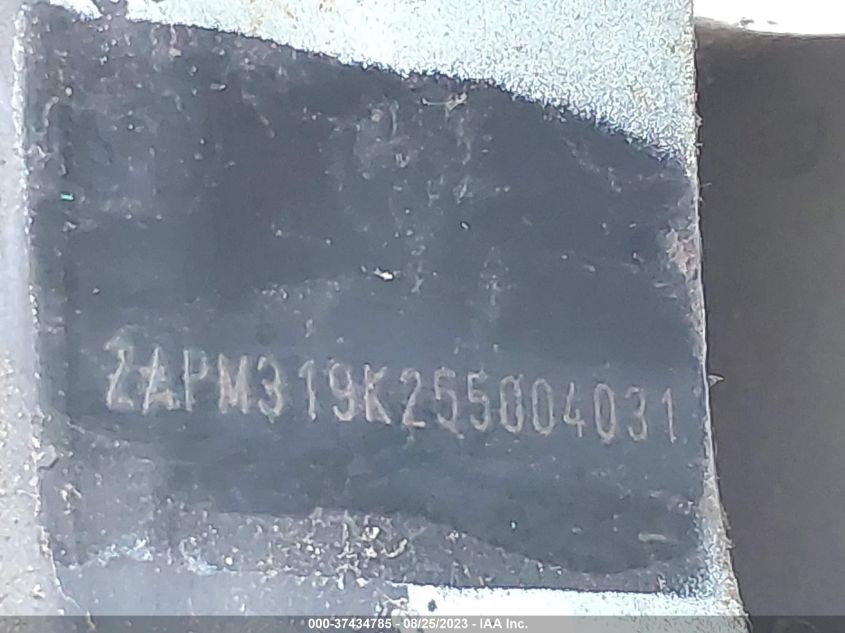 ZAPM319K255004031
000-37434785 - 08/25/2023 - IAA Inc.